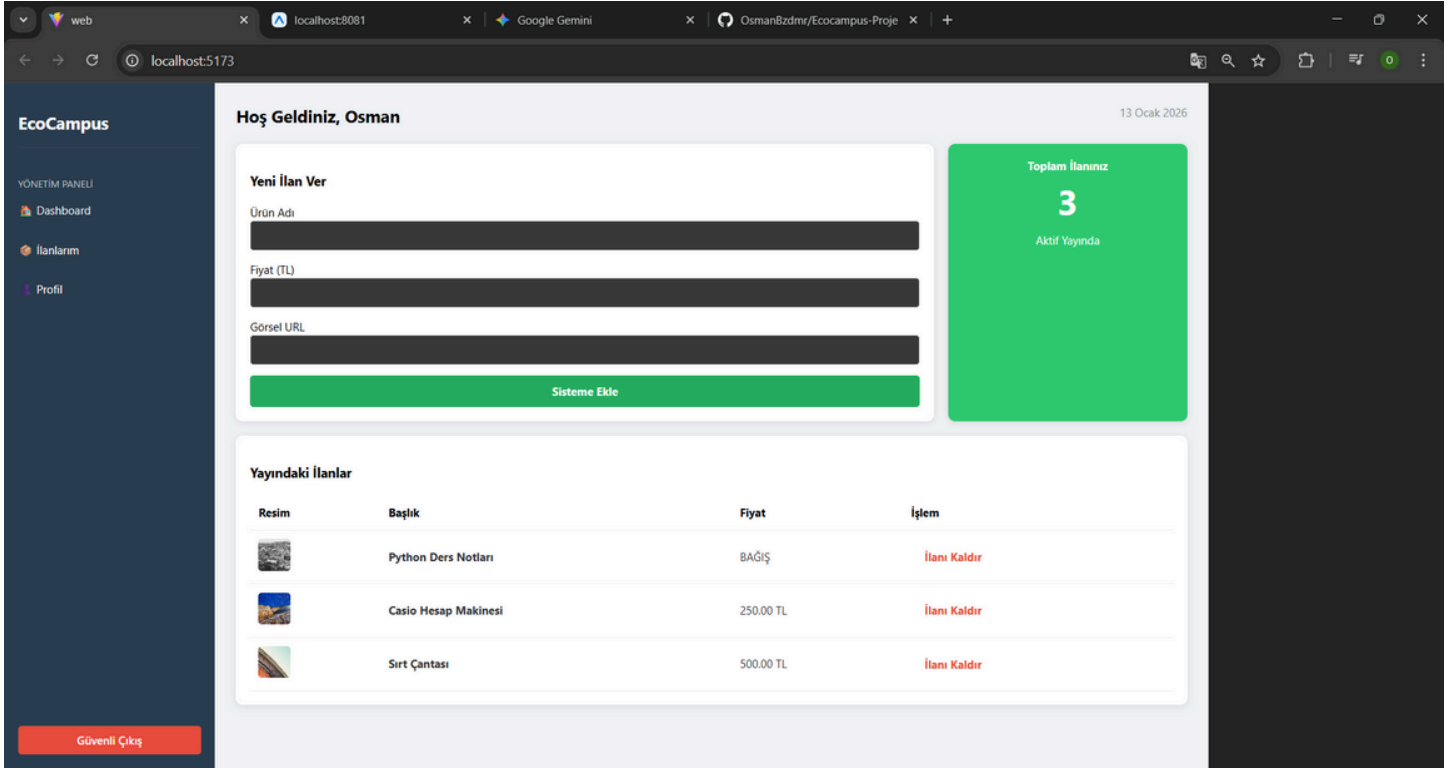 web
localhost:8081
Google Gemini
OsmanBzdmr/Ecocampus-Proje
localhost:5173
O
EcoCampus
YÖNETİM PANELİ
Dashboard
İlanlarım
Profil
Güvenli Çıkış
Hoş Geldiniz, Osman
13 Ocak 2026
Yeni İlan Ver
Ürün Adı
Fiyat (TL)
Görsel URL
Sisteme Ekle
Toplam İlanınız
3
Aktif Yayında
Yayındaki İlanlar
Resim Başlık Fiyat İşlem
Python Ders Notları BAĞIŞ İlanı Kaldır
Casio Hesap Makinesi 250.00 TL İlanı Kaldır
Sırt Çantası 500.00 TL İlanı Kaldır